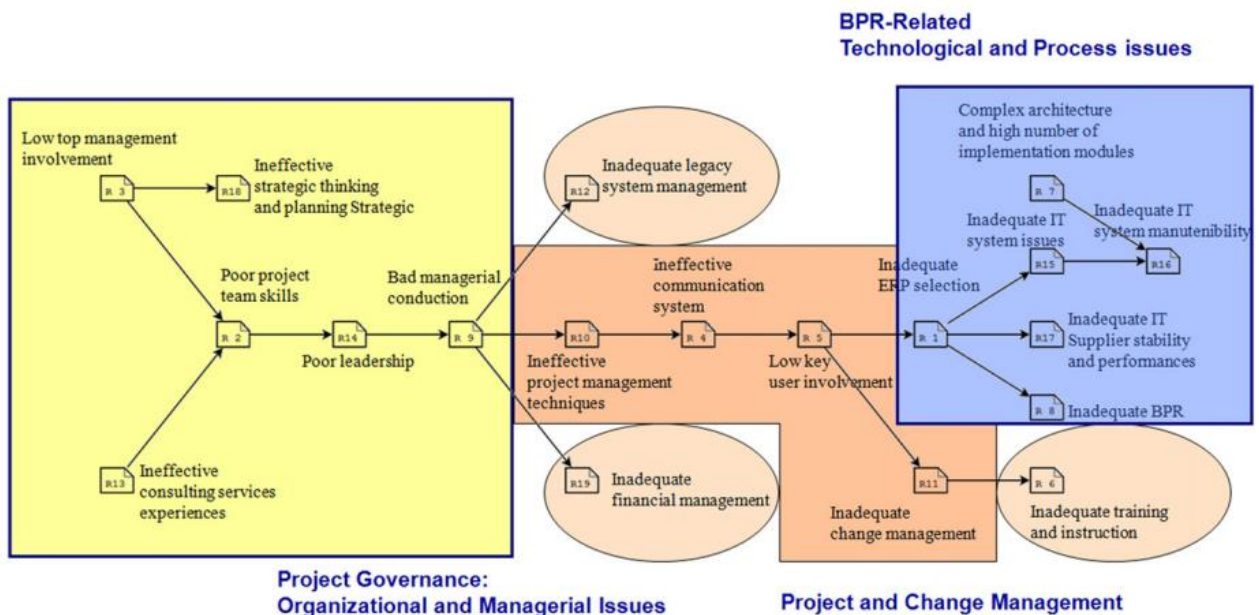 BPR-Related
Technological and Process issues
Low top management
involvement
R 3
R18
Ineffective
strategic thinking
and planning Strategic
Poor project
team skills
R 2
R14
Poor leadership
Bad managerial
conduction
R 9
R13
Ineffective
consulting services
experiences
Inadequate legacy
system management
R12
Ineffective
communication
system
R10
R 4
R 5
Ineffective
project management
techniques
Low key
user involvement
R19
Inadequate
financial management
R11
Inadequate
change management
R 6
Inadequate training
and instruction
Complex architecture
and high number of
implementation modules
R 7
Inadequate IT
system issues
Inadequate IT
system manutenibility
R15
R16
Inadequate
ERP selection
R 1
R17
Inadequate IT
Supplier stability
and performances
R 8
Inadequate BPR
Project Governance:
Organizational and Managerial Issues
Project and Change Management